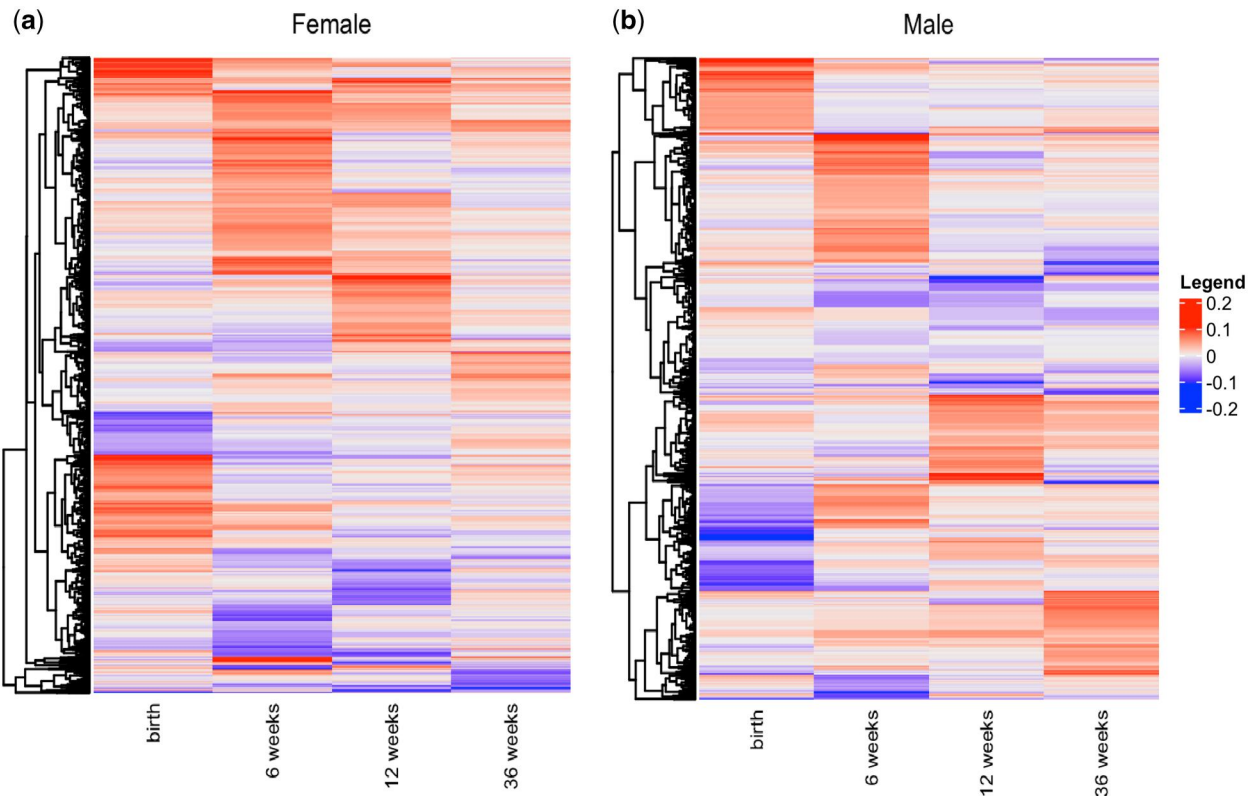 (a)
Female
(b)
Male
Legend
0.2
0.1
0
-0.1
-0.2
birth
6 weeks
12 weeks
36 weeks
birth
6 weeks
12 weeks
36 weeks